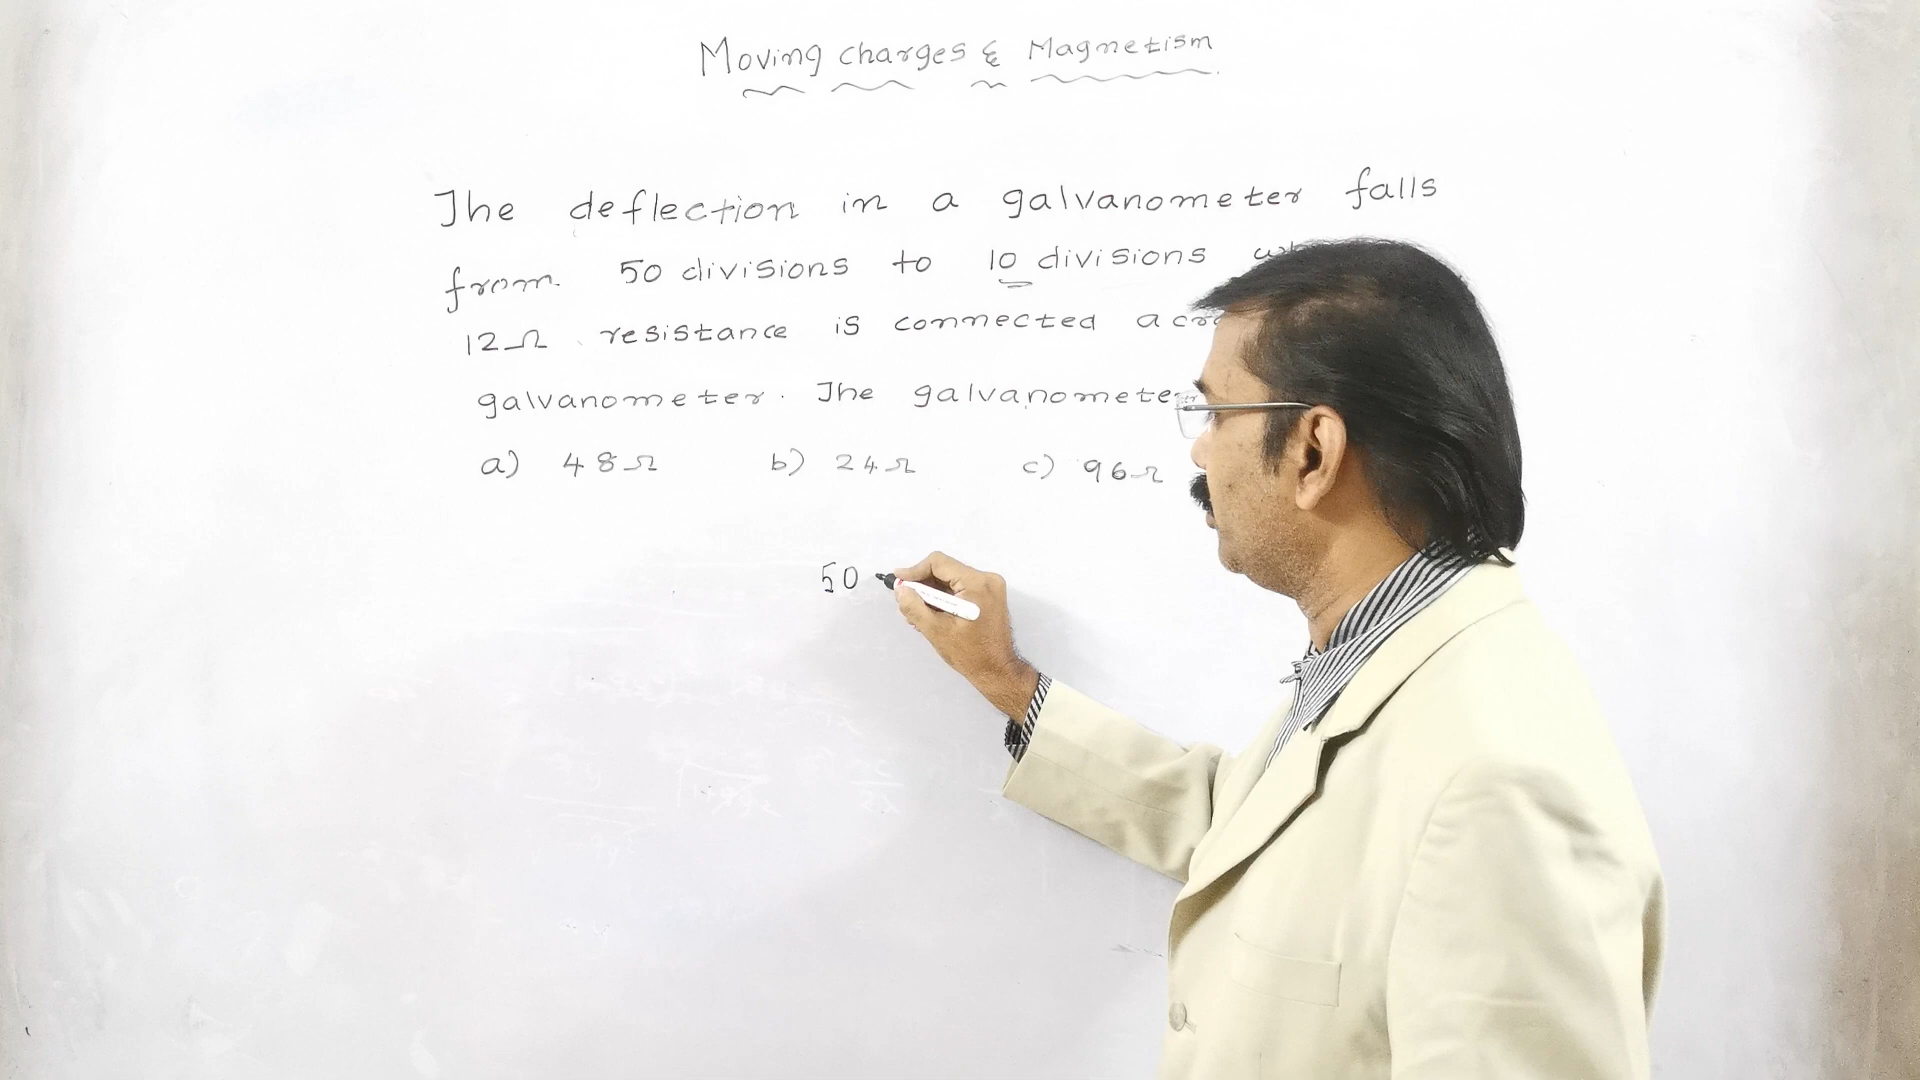 Moving charges & Magnetism
The deflection in a galvanometer falls
from 50 divisions to 10 divisions
12Ω resistance is connected
galvanometer. The galvanometer
a) 48Ω b) 24Ω c) 96Ω
50